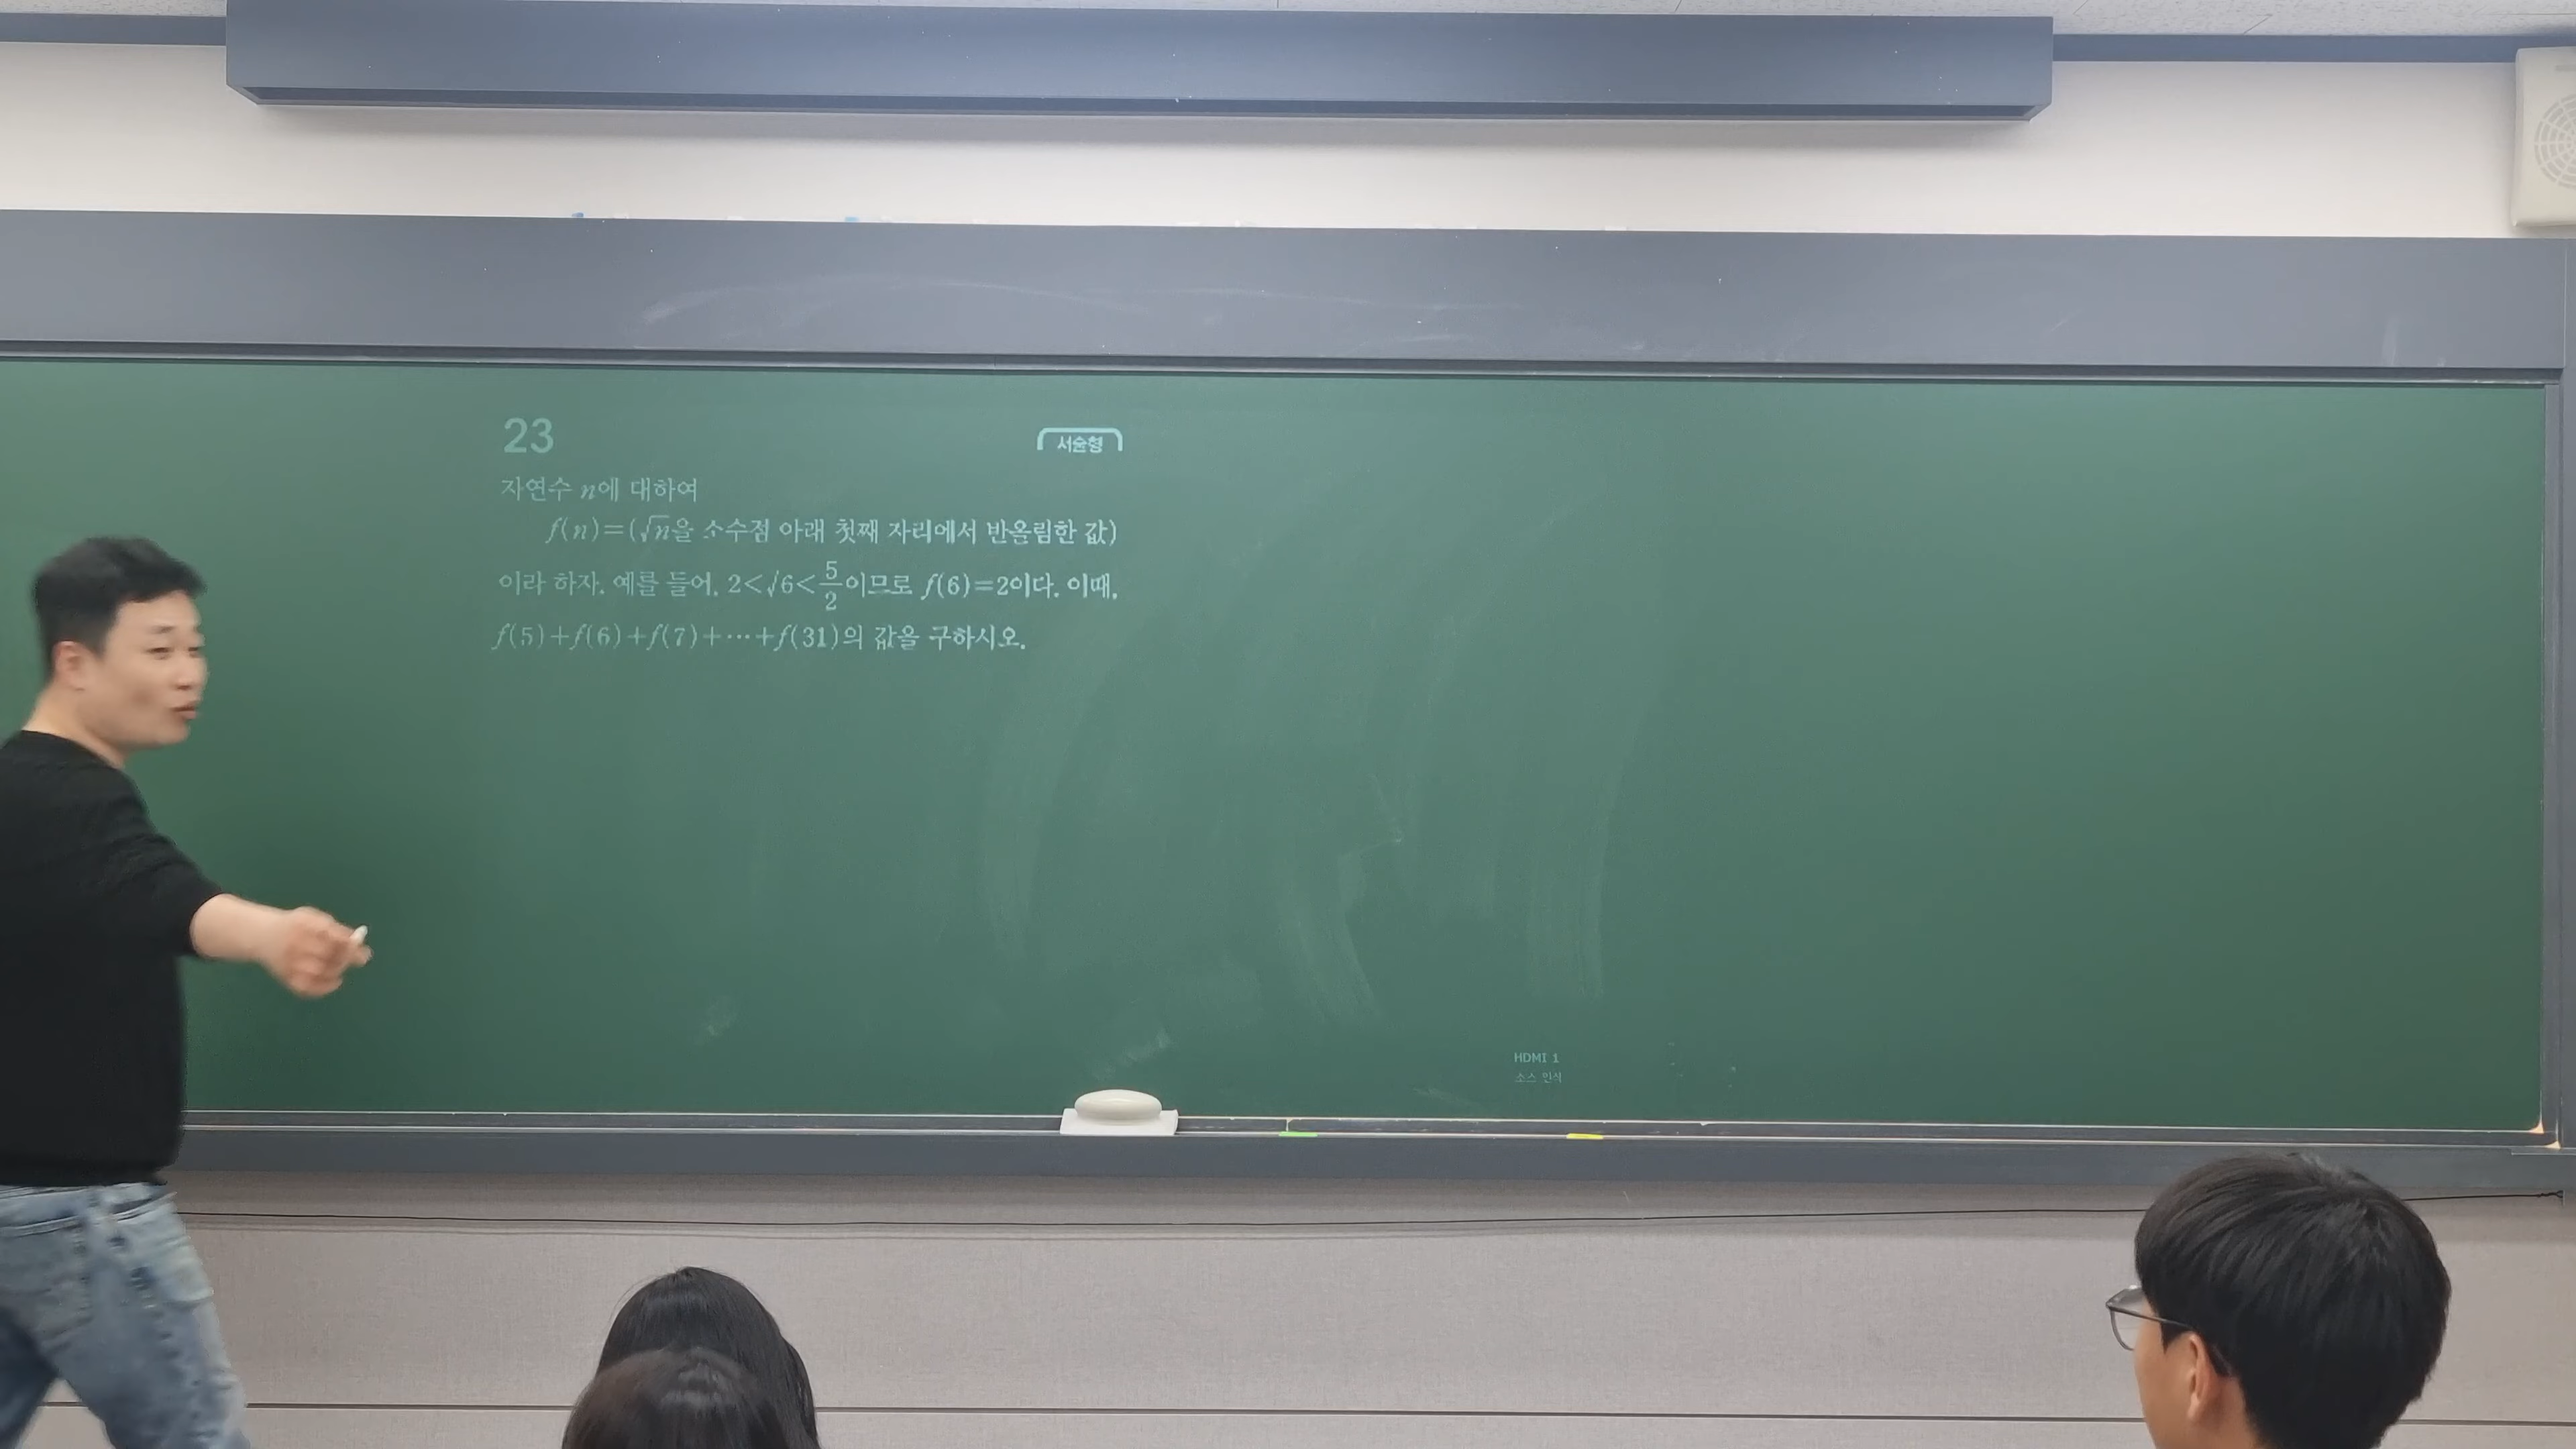 23
서술형
자연수 n에 대하여
f(n)=(√n을 소수점 아래 첫째 자리에서 반올림한 값)
이라 하자. 예를 들어, 2<√6<5/2이므로 f(6)=2이다. 이때,
f(5)+f(6)+f(7)+⋯+f(31)의 값을 구하시오.
HDMI 1
소스 인식